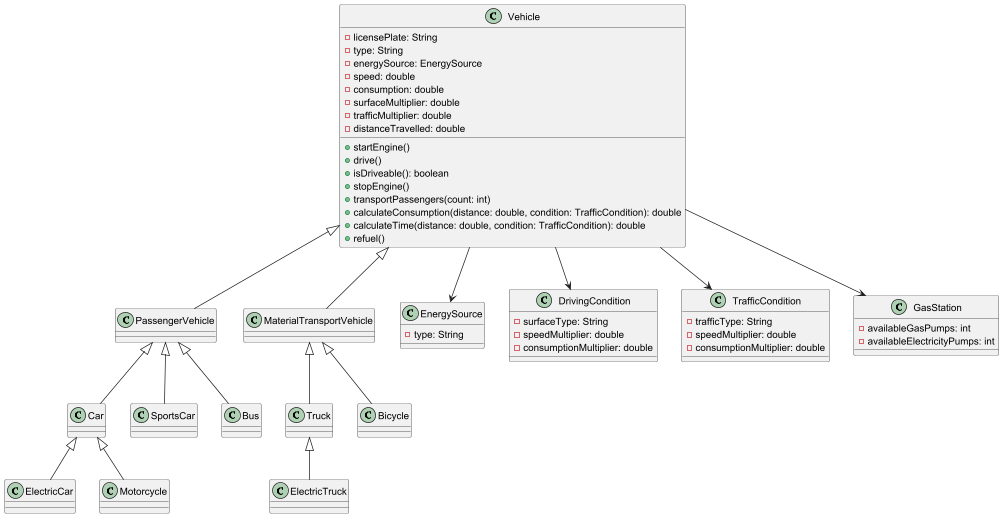 C Vehicle
licensePlate: String
type: String
energySource: EnergySource
speed: double
consumption: double
surfaceMultiplier: double
trafficMultiplier: double
distanceTravelled: double
startEngine()
drive()
isDriveable(): boolean
stopEngine()
transportPassengers(count: int)
calculateConsumption(distance: double, condition: TrafficCondition): double
calculateTime(distance: double, condition: TrafficCondition): double
refuel()
C PassengerVehicle
C MaterialTransportVehicle
C EnergySource
type: String
C DrivingCondition
surfaceType: String
speedMultiplier: double
consumptionMultiplier: double
C TrafficCondition
trafficType: String
speedMultiplier: double
consumptionMultiplier: double
C GasStation
availableGasPumps: int
availableElectricityPumps: int
C Car
C SportsCar
C Bus
C Truck
C Bicycle
C ElectricCar
C Motorcycle
C ElectricTruck